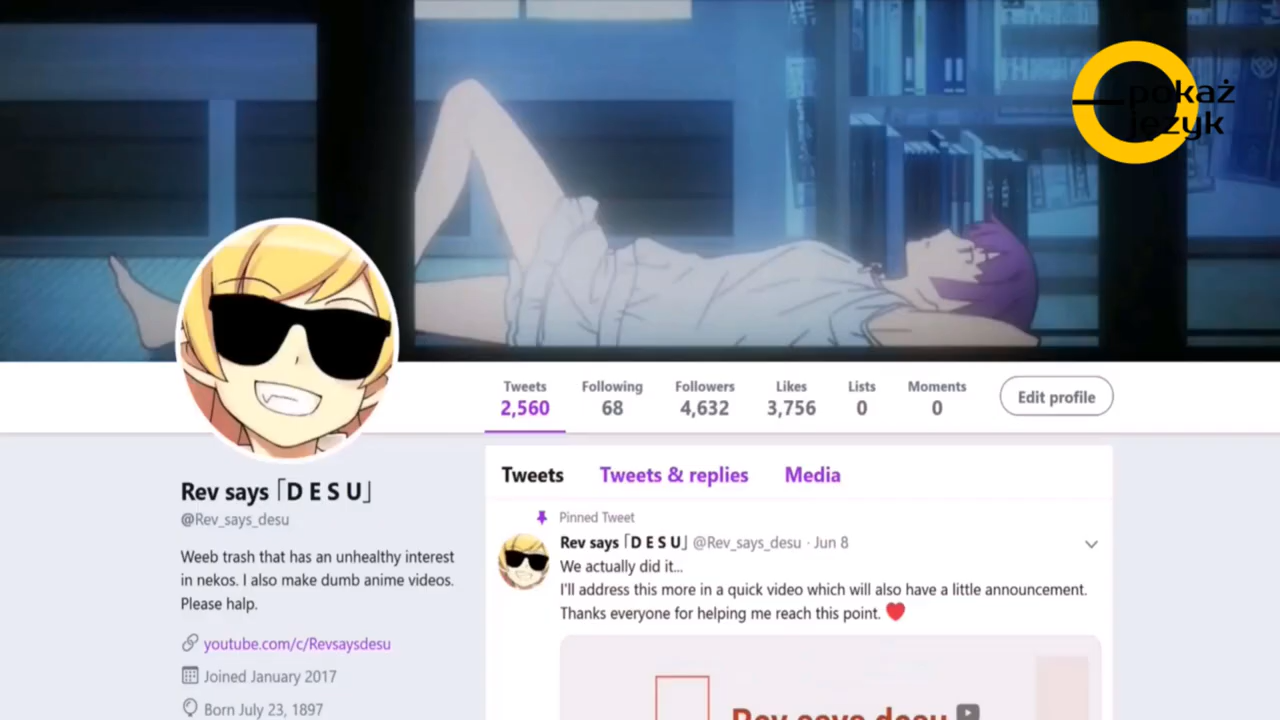 pokaż
język
Tweets
2,560
Following
68
Followers
4,632
Likes
3,756
Lists
0
Moments
0
Edit profile
Rev says「D E S U」
@Rev_says_desu
Weeb trash that has an unhealthy interest
in nekos. I also make dumb anime videos.
Please halp.
youtube.com/c/Revsaysdesu
Joined January 2017
Born July 23, 1897
Tweets
Tweets & replies
Media
Pinned Tweet
Rev says「D E S U」 @Rev_says_desu · Jun 8
We actually did it...
I'll address this more in a quick video which will also have a little announcement.
Thanks everyone for helping me reach this point. ❤
Rev says desu